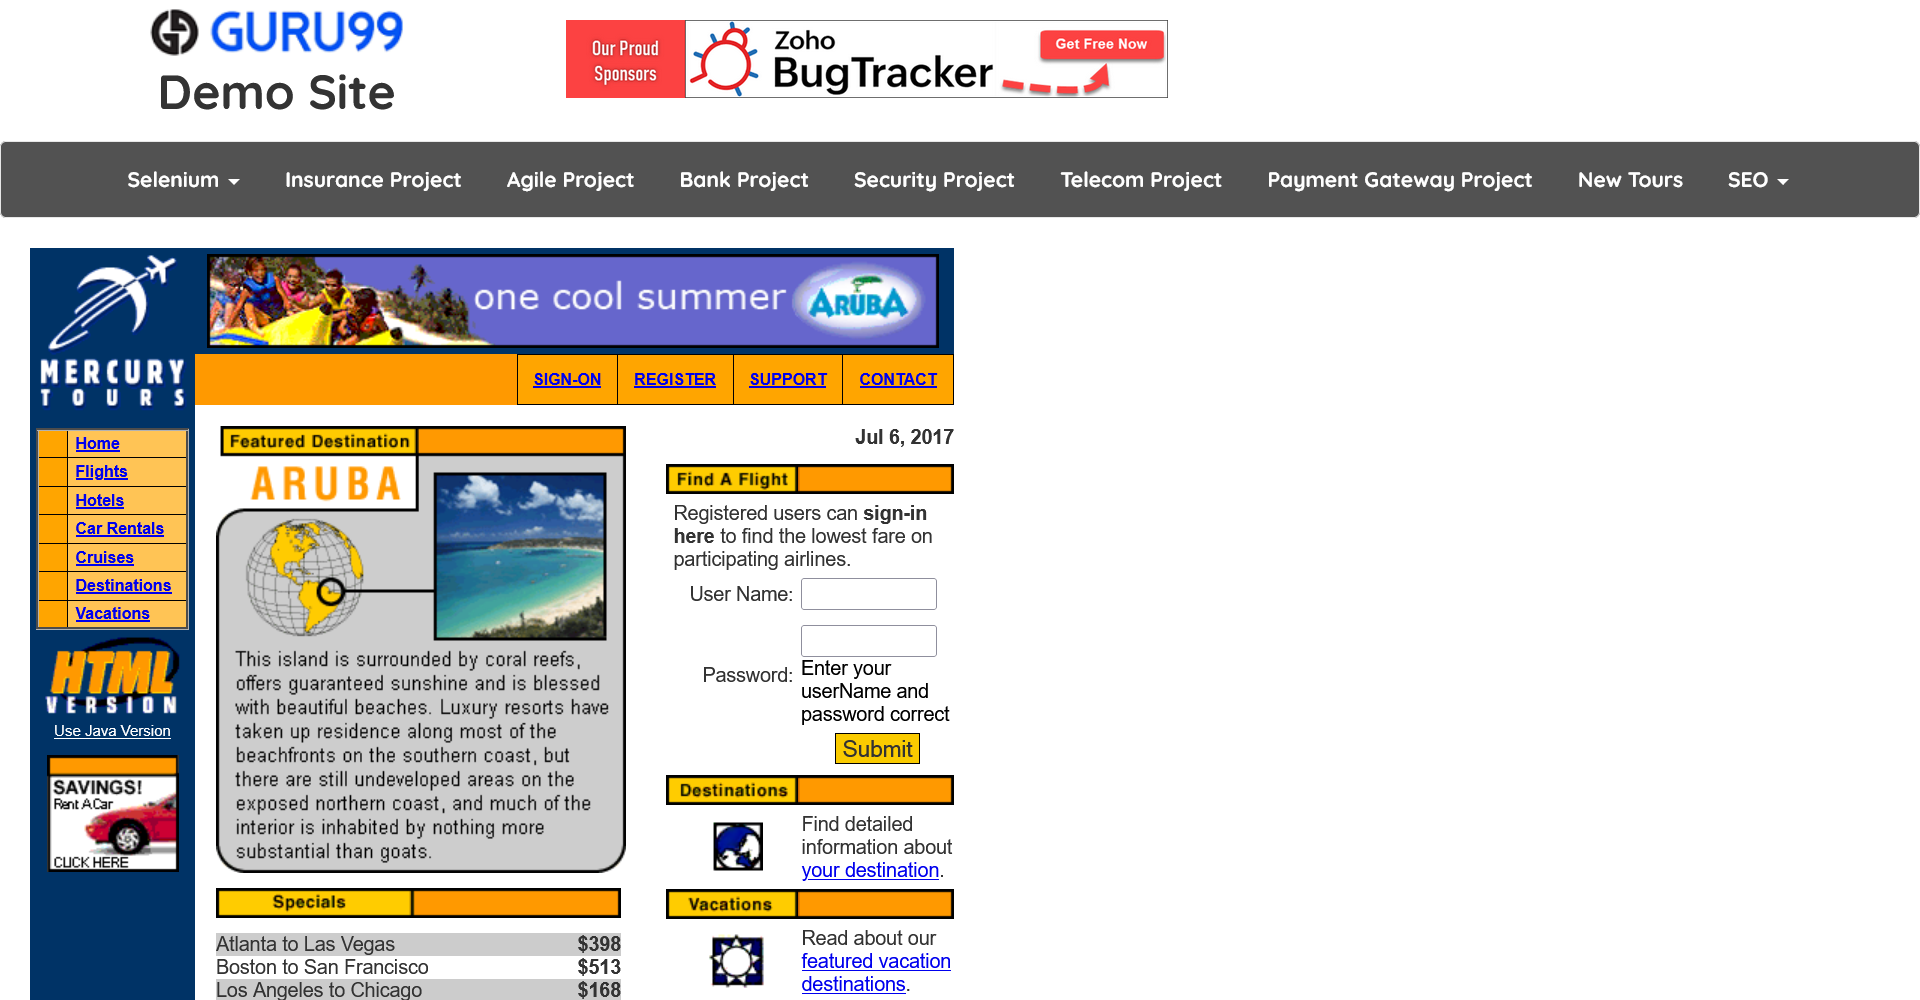 GURU99
Demo Site
Our Proud
Sponsors
Zoho
BugTracker
Get Free Now
Selenium
Insurance Project
Agile Project
Bank Project
Security Project
Telecom Project
Payment Gateway Project
New Tours
SEO
MERCURY
TOURS
one cool summer
ARUBA
SIGN-ON
REGISTER
SUPPORT
CONTACT
Home
Flights
Hotels
Car Rentals
Cruises
Destinations
Vacations
HTML
VERSION
Use Java Version
SAVINGS!
Rent A Car
CLICK HERE
Featured Destination
ARUBA
This island is surrounded by coral reefs,
offers guaranteed sunshine and is blessed
with beautiful beaches. Luxury resorts have
taken up residence along most of the
beachfronts on the southern coast, but
there are still undeveloped areas on the
exposed northern coast, and much of the
interior is inhabited by nothing more
substantial than goats.
Specials
Atlanta to Las Vegas $398
Boston to San Francisco $513
Los Angeles to Chicago $168
Jul 6, 2017
Find A Flight
Registered users can sign-in
here to find the lowest fare on
participating airlines.
User Name:
Password:
Enter your
userName and
password correct
Submit
Destinations
Find detailed
information about
your destination.
Vacations
Read about our
featured vacation
destinations.